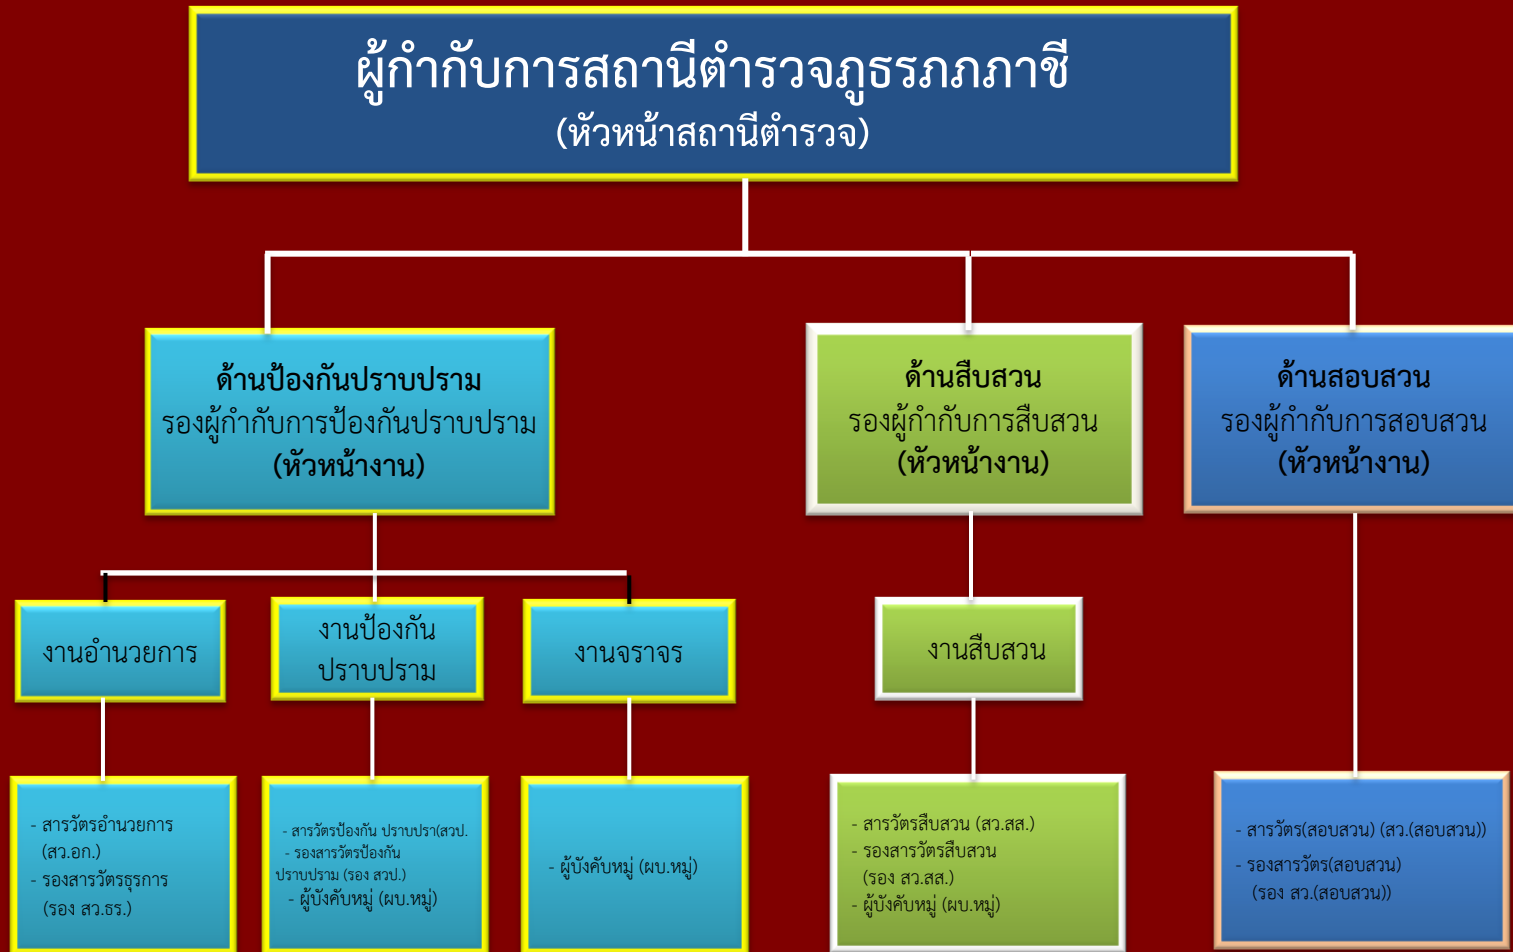 ผู้กำกับการสถานีตำรวจภูธรภภภาชี
(หัวหน้าสถานีตำรวจ)
ด้านป้องกันปราบปราม
รองผู้กำกับการป้องกันปราบปราม
(หัวหน้างาน)
ด้านสืบสวน
รองผู้กำกับการสืบสวน
(หัวหน้างาน)
ด้านสอบสวน
รองผู้กำกับการสอบสวน
(หัวหน้างาน)
งานอำนวยการ
งานป้องกัน
ปราบปราม
งานจราจร
งานสืบสวน
- สารวัตรอำนวยการ
(สว.อก.)
- รองสารวัตรธุรการ
(รอง สว.ธร.)
- สารวัตรป้องกัน ปราบปรา(สวป.
- รองสารวัตรป้องกัน
ปราบปราม (รอง สวป.)
- ผู้บังคับหมู่ (ผบ.หมู่)
- ผู้บังคับหมู่ (ผบ.หมู่)
- สารวัตรสืบสวน (สว.สส.)
- รองสารวัตรสืบสวน
(รอง สว.สส.)
- ผู้บังคับหมู่ (ผบ.หมู่)
- สารวัตร(สอบสวน) (สว.(สอบสวน))
- รองสารวัตร(สอบสวน)
(รอง สว.(สอบสวน))